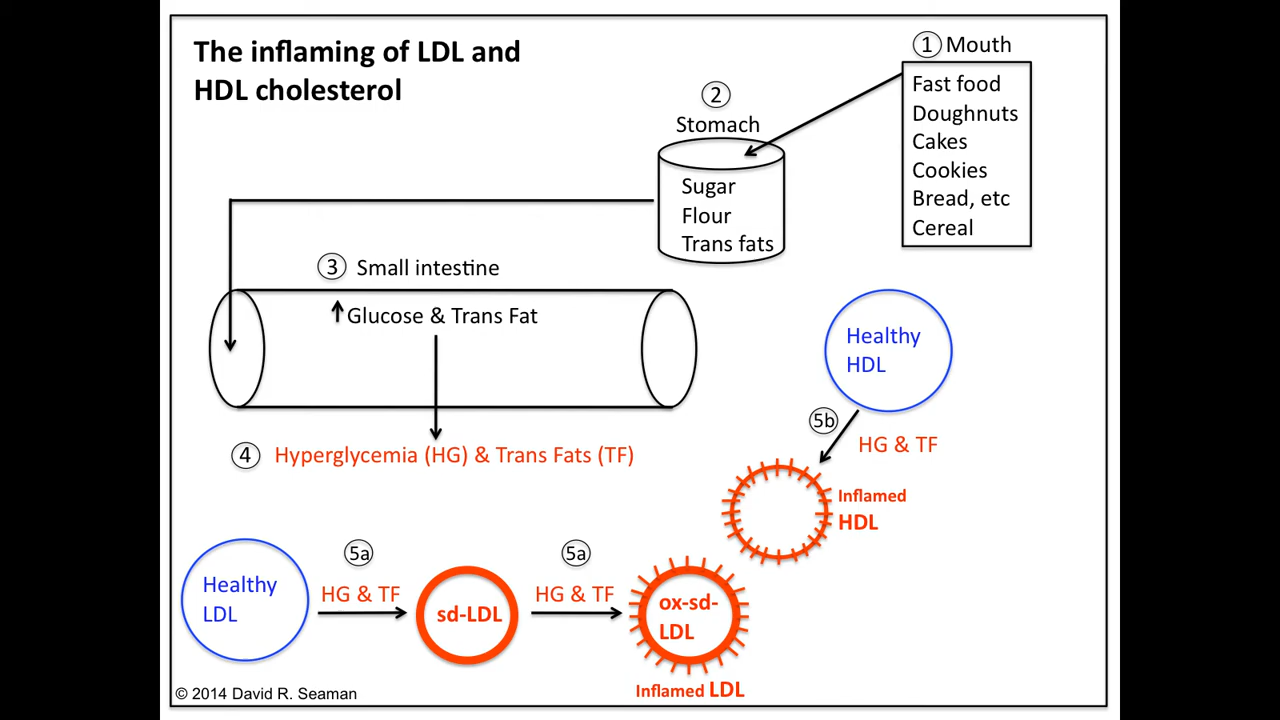 The inflaming of LDL and
HDL cholesterol
1 Mouth
Fast food
Doughnuts
Cakes
Cookies
Bread, etc
Cereal
2
Stomach
Sugar
Flour
Trans fats
3 Small intestine
Glucose & Trans Fat
4 Hyperglycemia (HG) & Trans Fats (TF)
Healthy
HDL
5b
HG & TF
Inflamed
HDL
Healthy
LDL
5a
HG & TF
sd-LDL
5a
HG & TF
ox-sd-
LDL
Inflamed LDL
© 2014 David R. Seaman